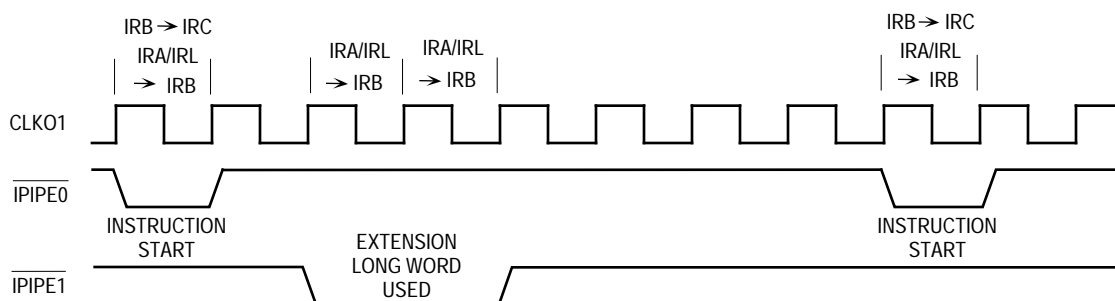 IRB → IRC
IRA/IRL
→ IRB
IRA/IRL
→ IRB
IRA/IRL
→ IRB
IRB → IRC
IRA/IRL
→ IRB
CLKO1
IPIPE0
INSTRUCTION
START
INSTRUCTION
START
EXTENSION
LONG WORD
USED
IPIPE1